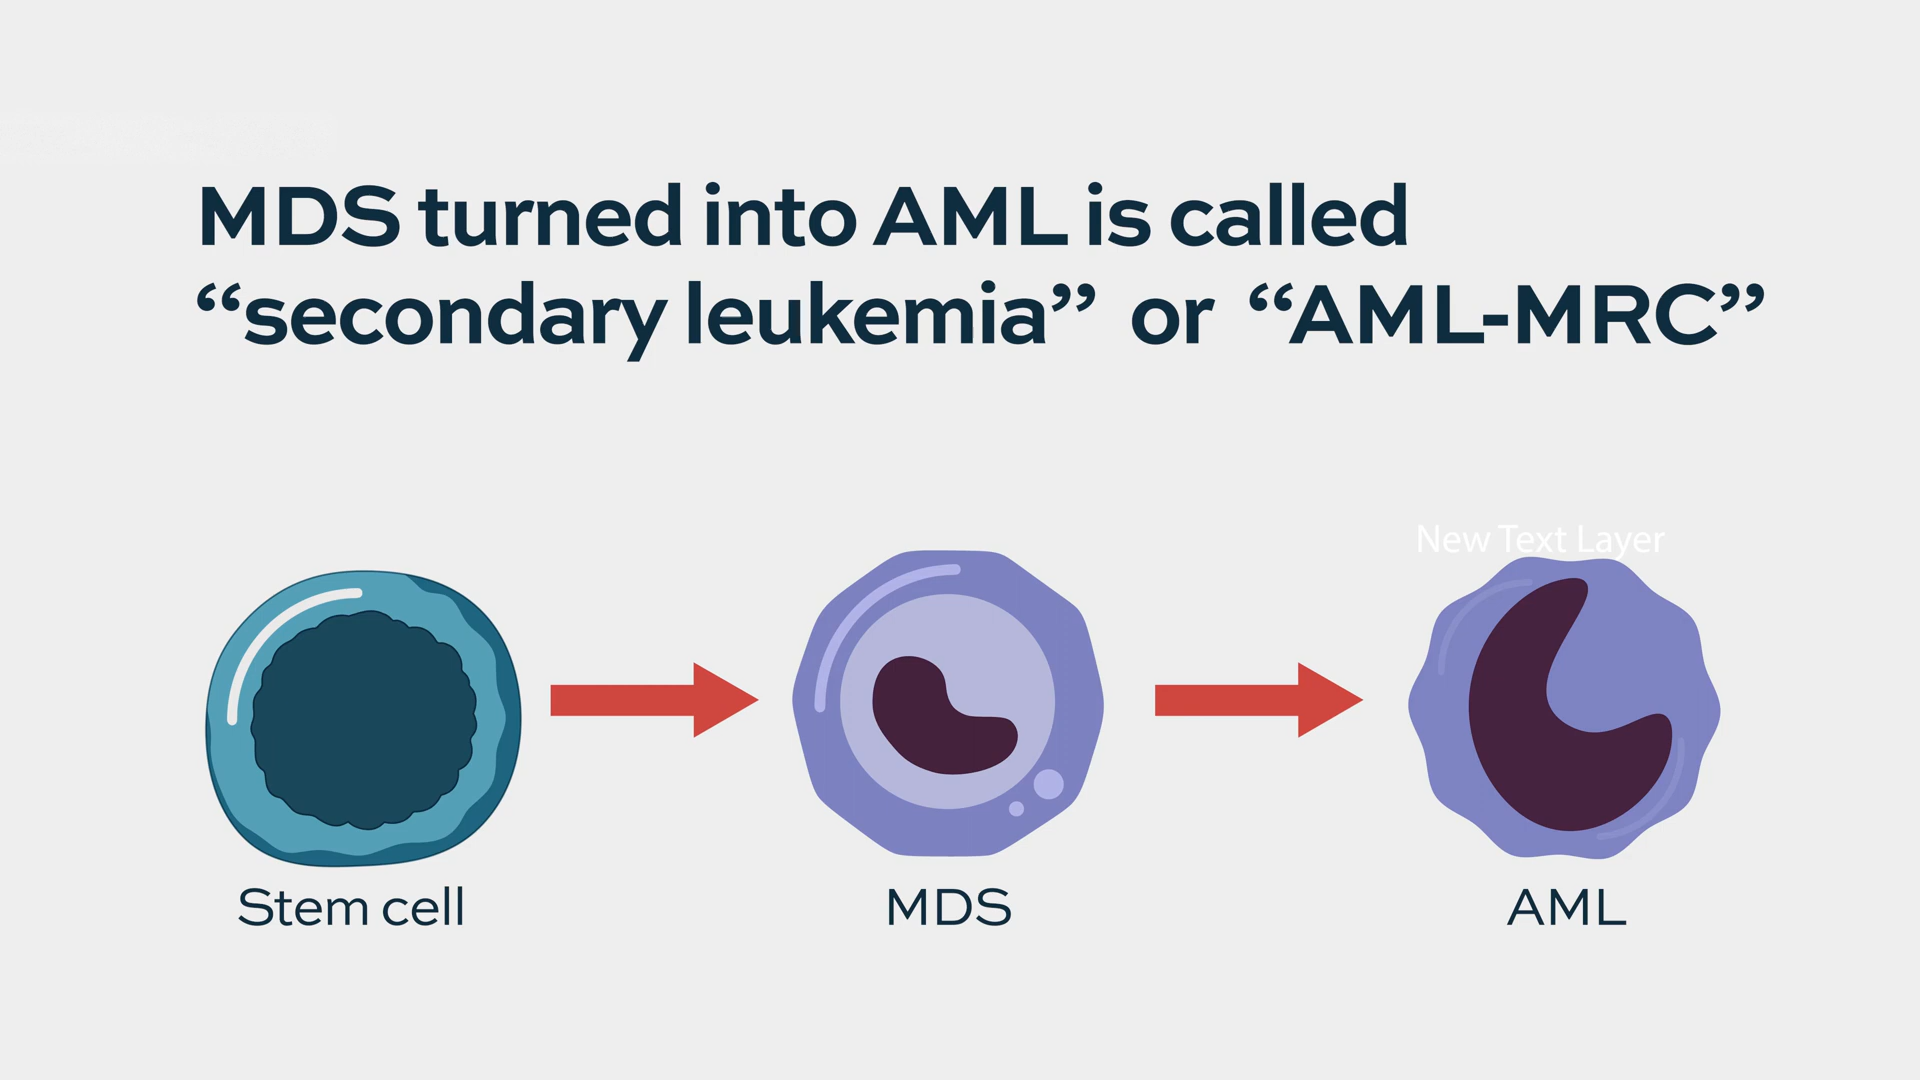 MDS turned into AML is called
“secondary leukemia” or “AML-MRC”
New Text Layer
Stem cell
MDS
AML